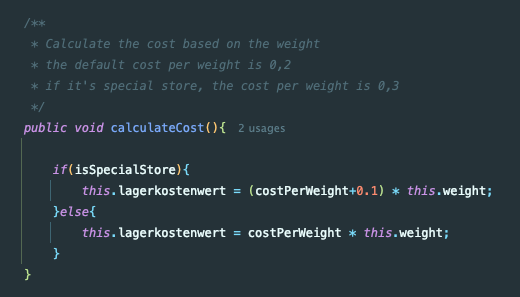 /**
 * Calculate the cost based on the weight
 * the default cost per weight is 0,2
 * if it's special store, the cost per weight is 0,3
 */
public void calculateCost(){ 2 usages
if(isSpecialStore){
this.lagerkostenwert = (costPerWeight+0.1) * this.weight;
}else{
this.lagerkostenwert = costPerWeight * this.weight;
}
}